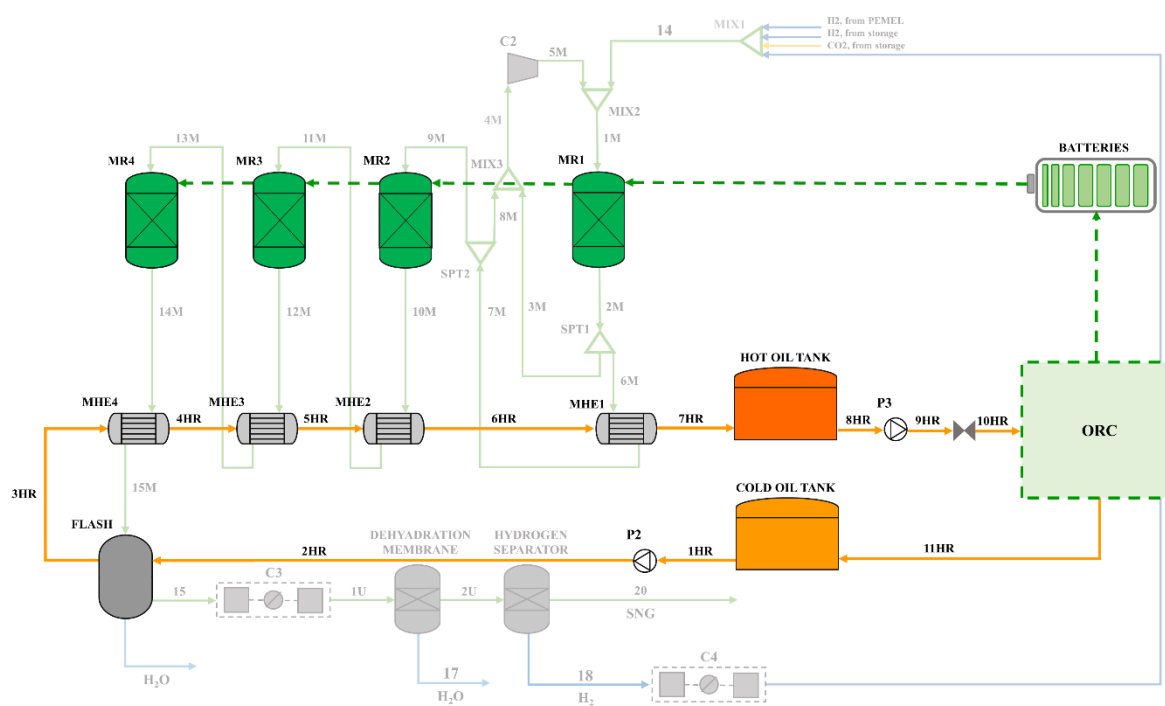 H2, from PEMEL
MIX1
14
H2, from storage
C2
CO2, from storage
5M
MIX2
4M
13M
11M
9M
1M
MR4
MR3
MR2
MIX3
MR1
BATTERIES
8M
SPT2
14M
12M
10M
7M
3M
2M
SPT1
HOT OIL TANK
6M
MHE4
MHE3
MHE2
MHE1
P3
4HR
5HR
6HR
7HR
8HR
9HR
10HR
ORC
15M
3HR
COLD OIL TANK
FLASH
DEHYADRATION
MEMBRANE
HYDROGEN
SEPARATOR
P2
2HR
1HR
11HR
C3
15
1U
2U
20
SNG
C4
17
18
H₂O
H₂O
H₂